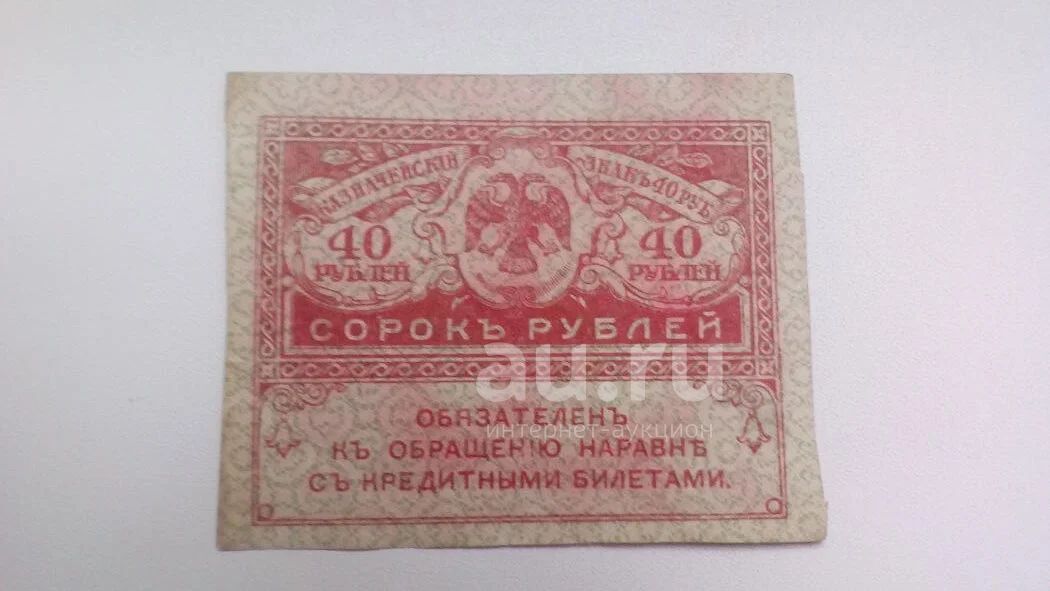 КАЗНАЧЕЙСКІЙ
ЗНАКЪ 40 РУБ.
40
РУБЛЕЙ
40
РУБЛЕЙ
СОРОКЪ РУБЛЕЙ
au.ru
интернет-аукцион
ОБЯЗАТЕЛЕНЪ
КЪ ОБРАЩЕНІЮ НАРАВНѢ
СЪ КРЕДИТНЫМИ БИЛЕТАМИ.